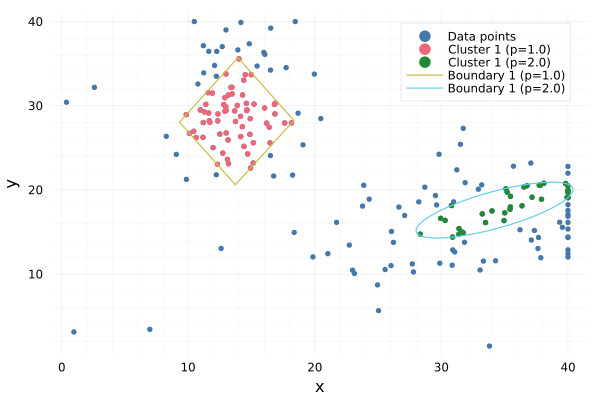 40
30
20
10
y
0
10
20
30
40
x
Data points
Cluster 1 (p=1.0)
Cluster 1 (p=2.0)
Boundary 1 (p=1.0)
Boundary 1 (p=2.0)